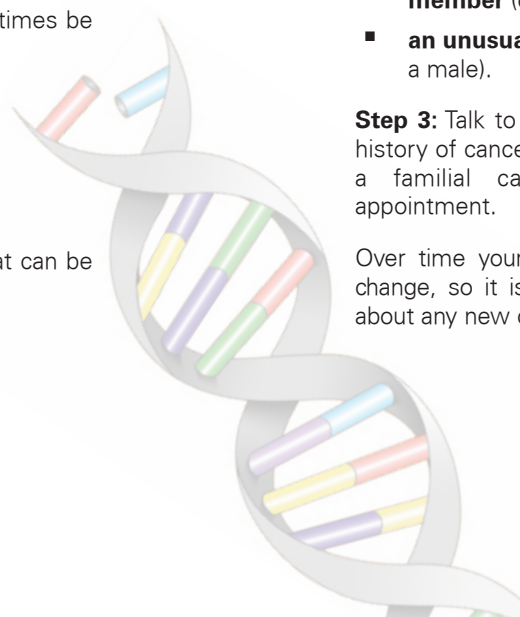 times be
at can be
member (
■ an unusua
a male).
Step 3: Talk to
history of cance
a familial ca
appointment.
Over time your
change, so it is
about any new